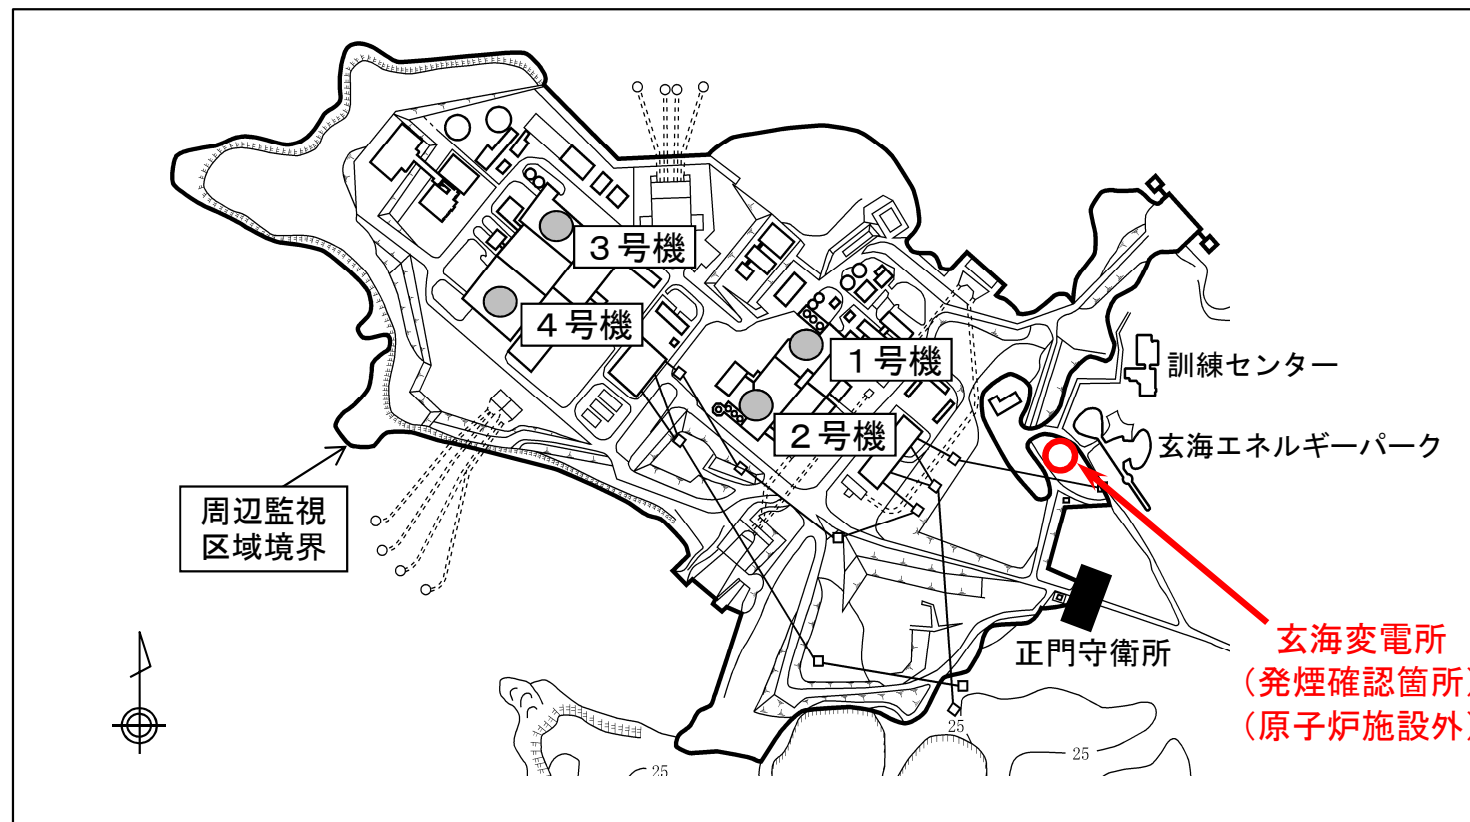 ３号機
４号機
１号機
訓練センター
２号機
玄海エネルギーパーク
周辺監視
区域境界
正門守衛所
玄海変電所
（発煙確認箇所）
（原子炉施設外）
25
25
25